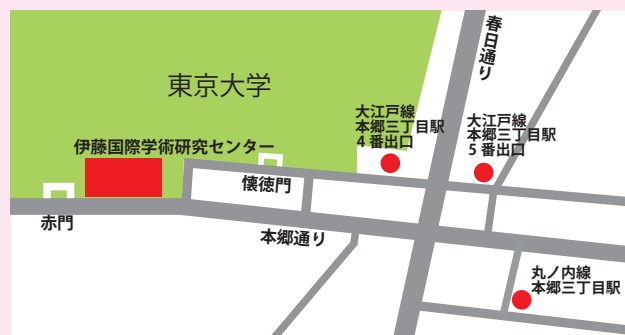 春日通り
東京大学
大江戸線
本郷三丁目駅
4番出口
大江戸線
本郷三丁目駅
5番出口
伊藤国際学術研究センター
懐徳門
赤門
本郷通り
丸ノ内線
本郷三丁目駅